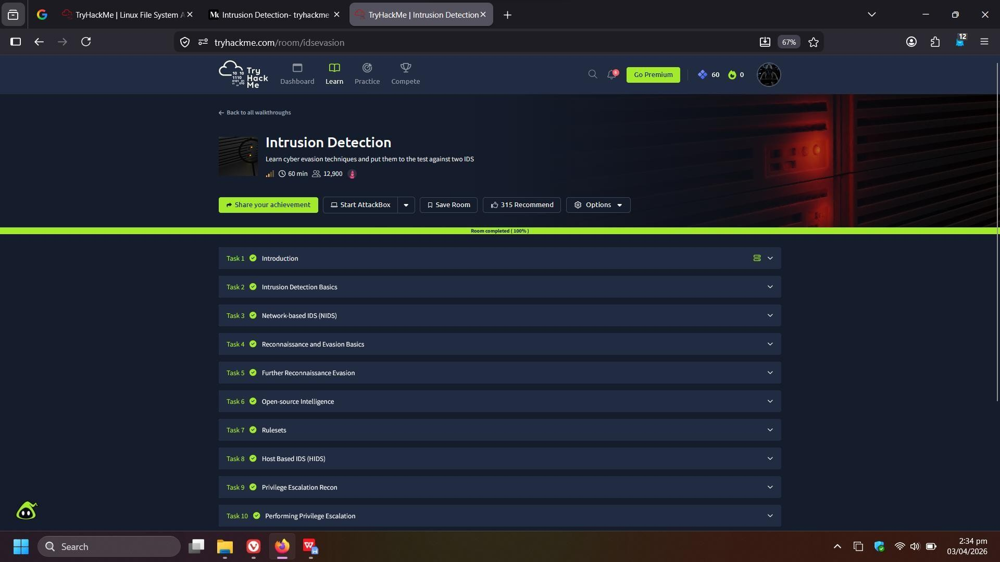 TryHackMe | Linux File System A
Intrusion Detection- tryhackme
TryHackMe | Intrusion Detection
tryhackme.com/room/idsevasion
67%
12
Try
Hack
Me
Dashboard
Learn
Practice
Compete
6
Go Premium
60
0
Back to all walkthroughs
Intrusion Detection
Learn cyber evasion techniques and put them to the test against two IDS
60 min
12,900
Share your achievement
Start AttackBox
Save Room
315 Recommend
Options
Room completed ( 100% )
Task 1 Introduction
Task 2 Intrusion Detection Basics
Task 3 Network-based IDS (NIDS)
Task 4 Reconnaissance and Evasion Basics
Task 5 Further Reconnaissance Evasion
Task 6 Open-source Intelligence
Task 7 Rulesets
Task 8 Host Based IDS (HIDS)
Task 9 Privilege Escalation Recon
Task 10 Performing Privilege Escalation
Search
2:34 pm
03/04/2026